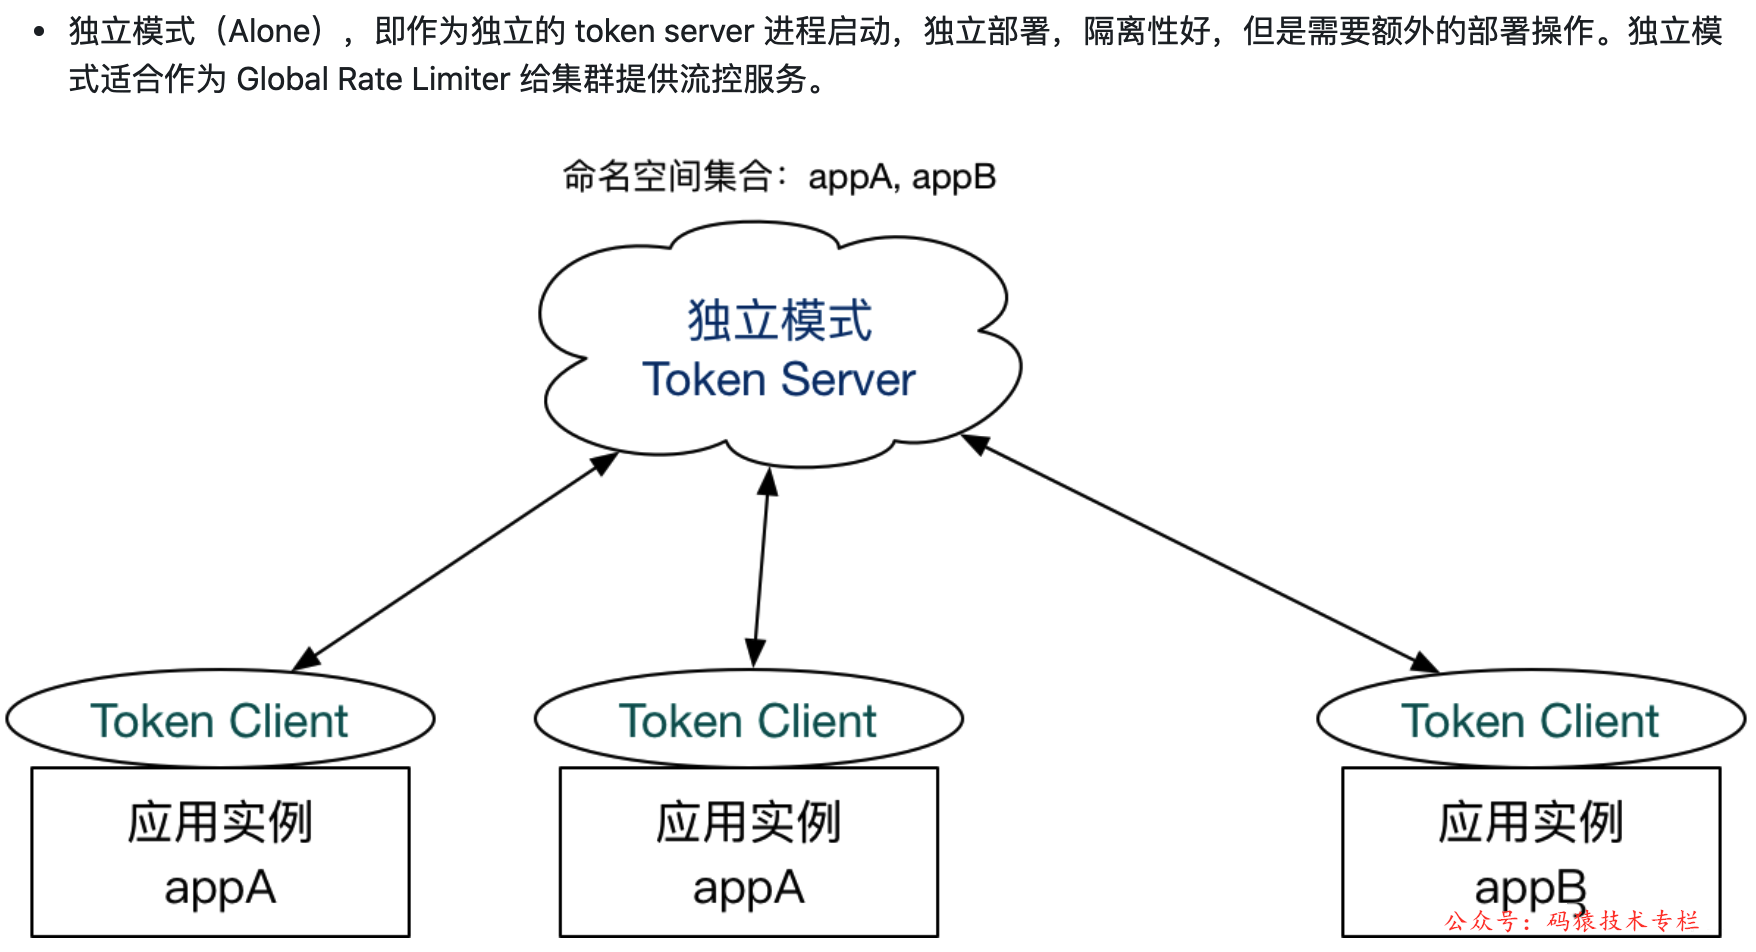 • 独立模式（Alone），即作为独立的 token server 进程启动，独立部署，隔离性好，但是需要额外的部署操作。独立模
式适合作为 Global Rate Limiter 给集群提供流控服务。
命名空间集合：appA, appB
独立模式
Token Server
Token Client
Token Client
Token Client
应用实例
appA
应用实例
appA
应用实例
appB
公众号：码猿技术专栏